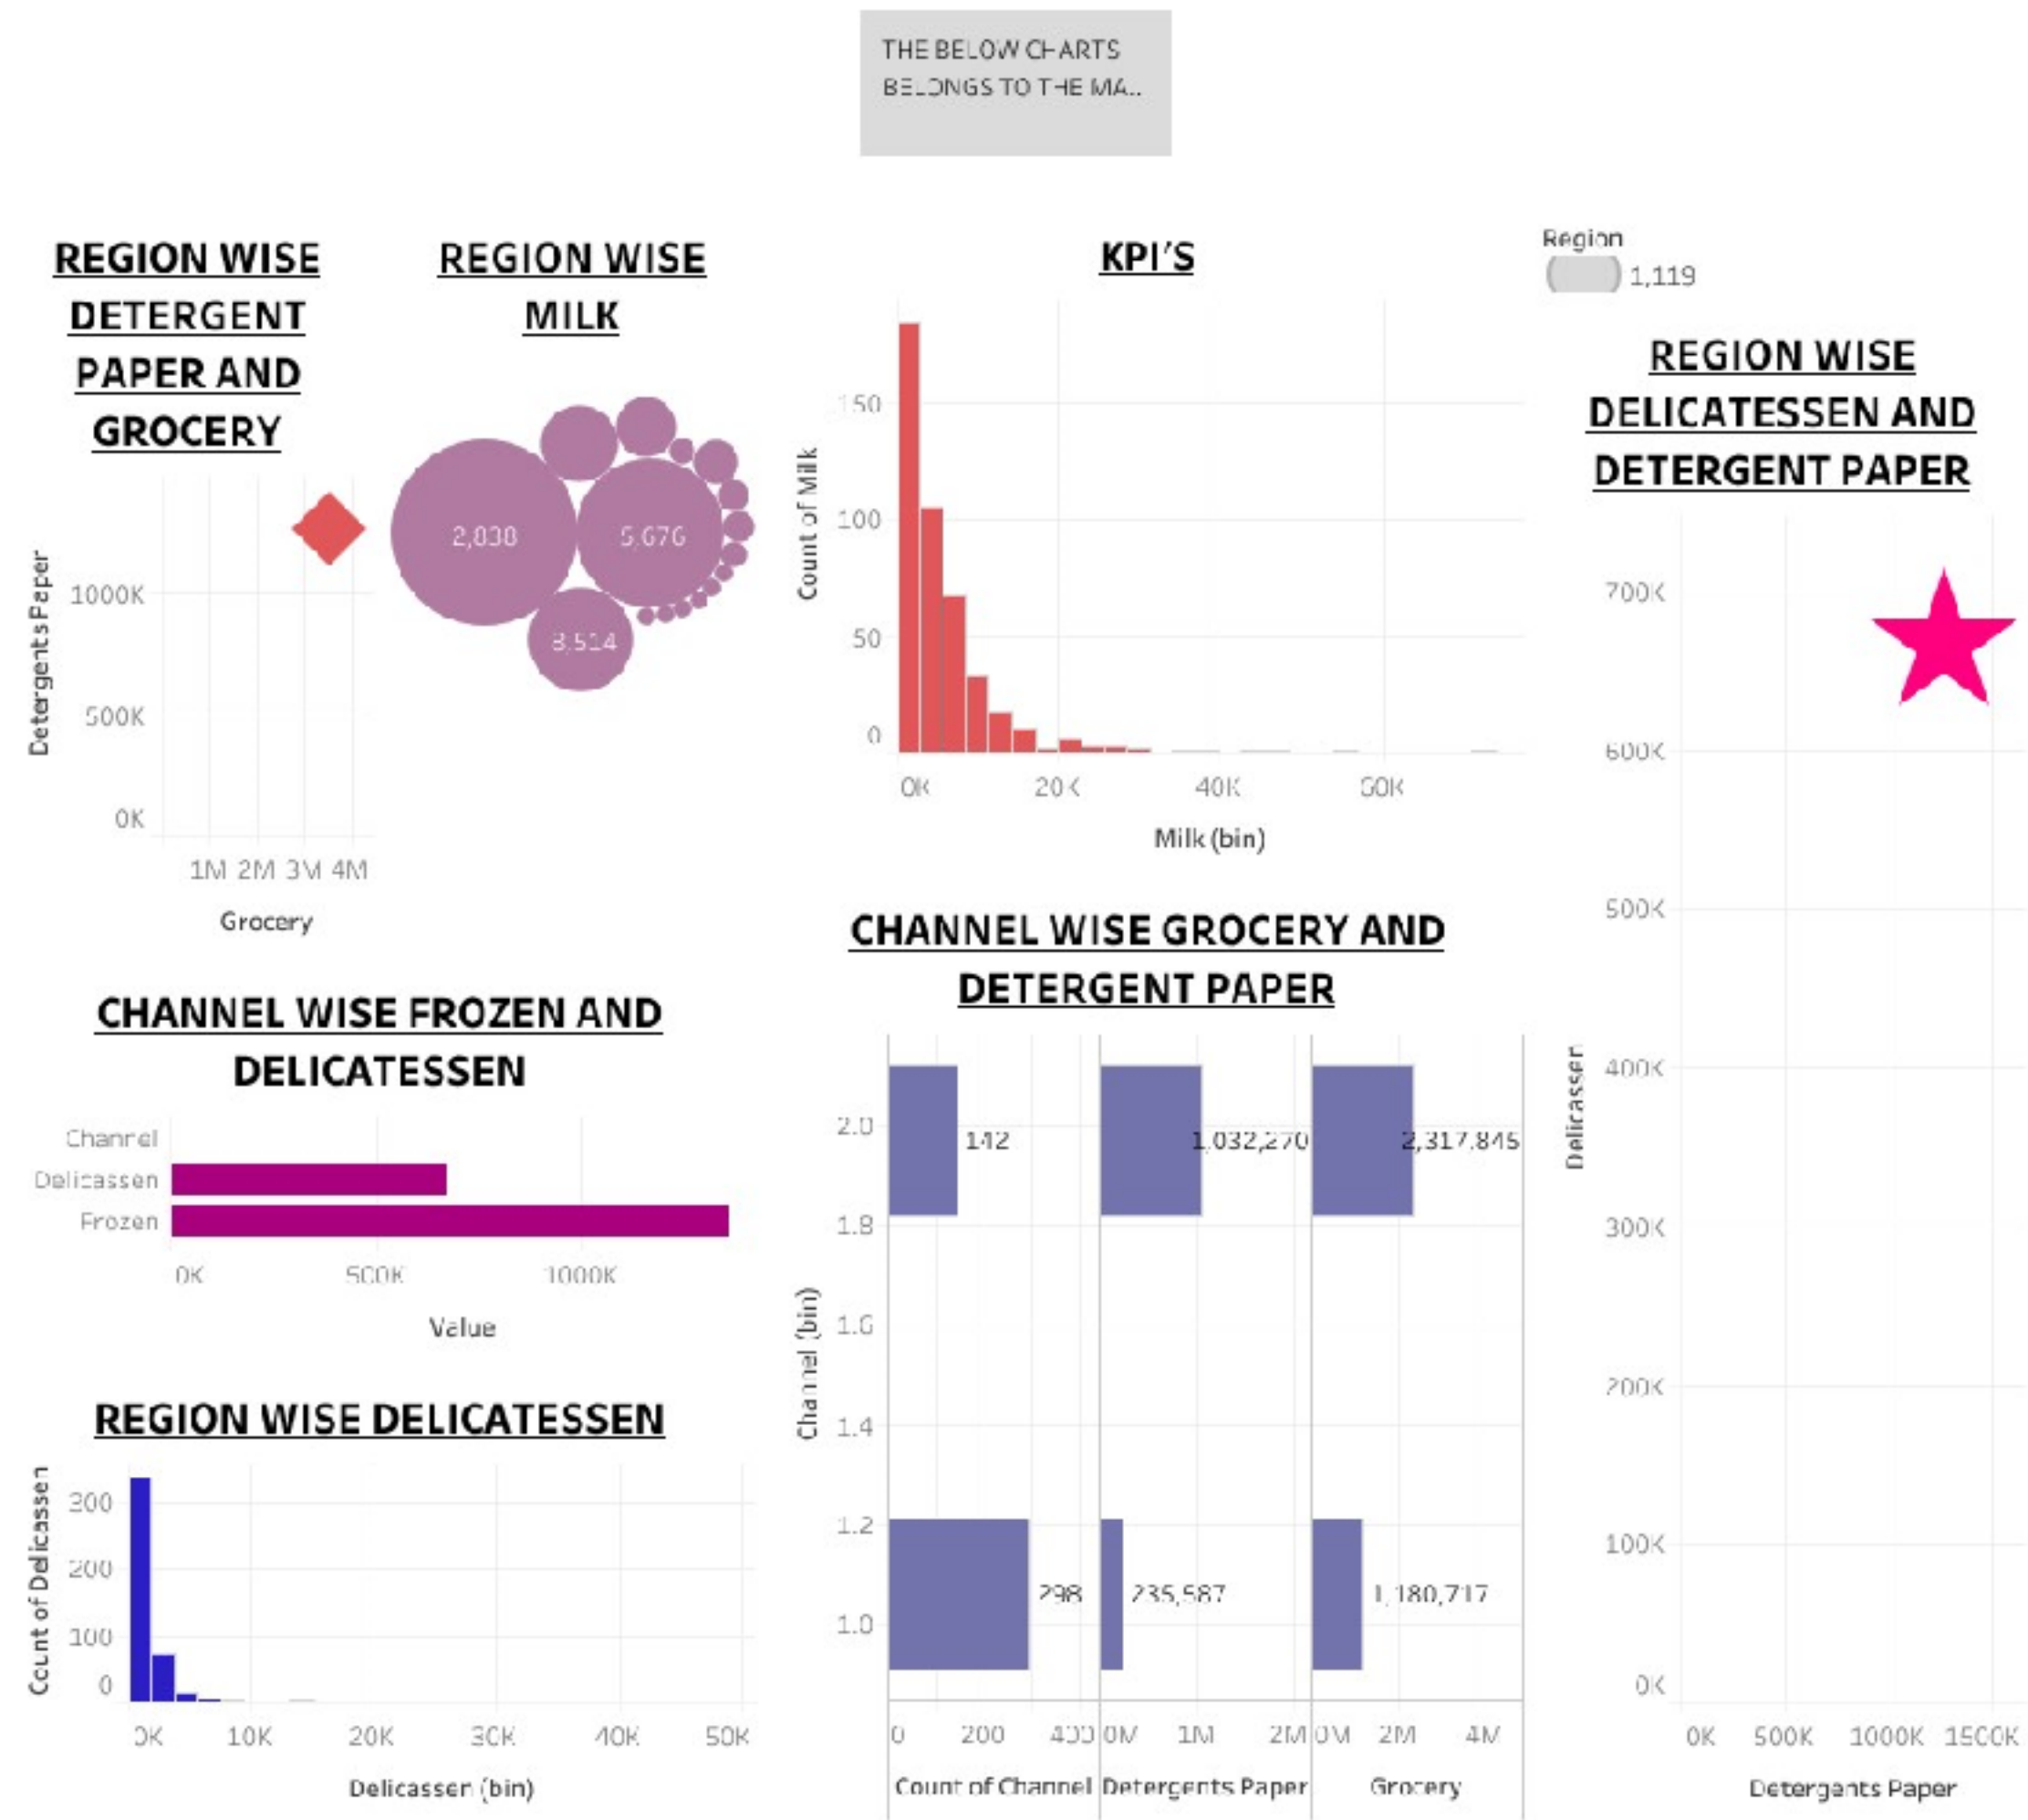 THE BELOW CHARTS
BELONGS TO THE MA..
REGION WISE
DETERGENT
PAPER AND
GROCERY
Detergents Paper
1000K
500K
0K
1M 2M 3M 4M
Grocery
REGION WISE
MILK
2,838
5,676
8,514
KPI'S
Count of Milk
150
100
50
0
0K 20K 40K 60K
Milk (bin)
Region
1,119
REGION WISE
DELICATESSEN AND
DETERGENT PAPER
Delicassen
700K
600K
500K
400K
300K
200K
100K
0K
0K 500K 1000K 1500K
Detergents Paper
CHANNEL WISE FROZEN AND
DELICATESSEN
Channel
Delicassen
Frozen
0K 500K 1000K
Value
REGION WISE DELICATESSEN
Count of Delicassen
300
200
100
0
0K 10K 20K 30K 40K 50K
Delicassen (bin)
CHANNEL WISE GROCERY AND
DETERGENT PAPER
Channel (bin)
2.0
1.8
1.6
1.4
1.2
1.0
142 1,032,270 2,317,845
298 235,587 1,180,717
0 200 400 0M 1M 2M 0M 2M 4M
Count of Channel Detergents Paper Grocery